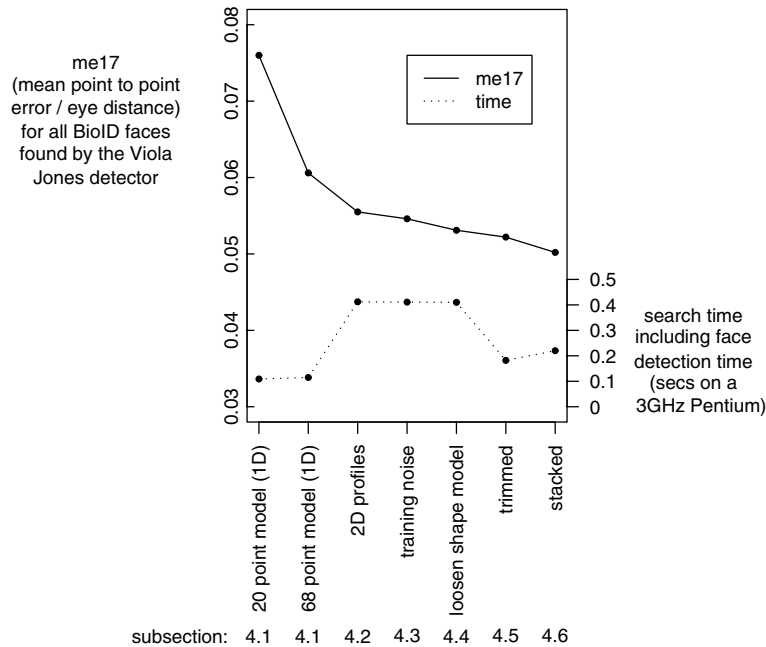 me17
(mean point to point
error / eye distance)
for all BioID faces
found by the Viola
Jones detector
0.08
0.07
0.06
0.05
0.04
0.03
me17
time
0.5
0.4
0.3
0.2
0.1
0
search time
including face
detection time
(secs on a
3GHz Pentium)
20 point model (1D)
68 point model (1D)
2D profiles
training noise
loosen shape model
trimmed
stacked
subsection: 4.1 4.1 4.2 4.3 4.4 4.5 4.6